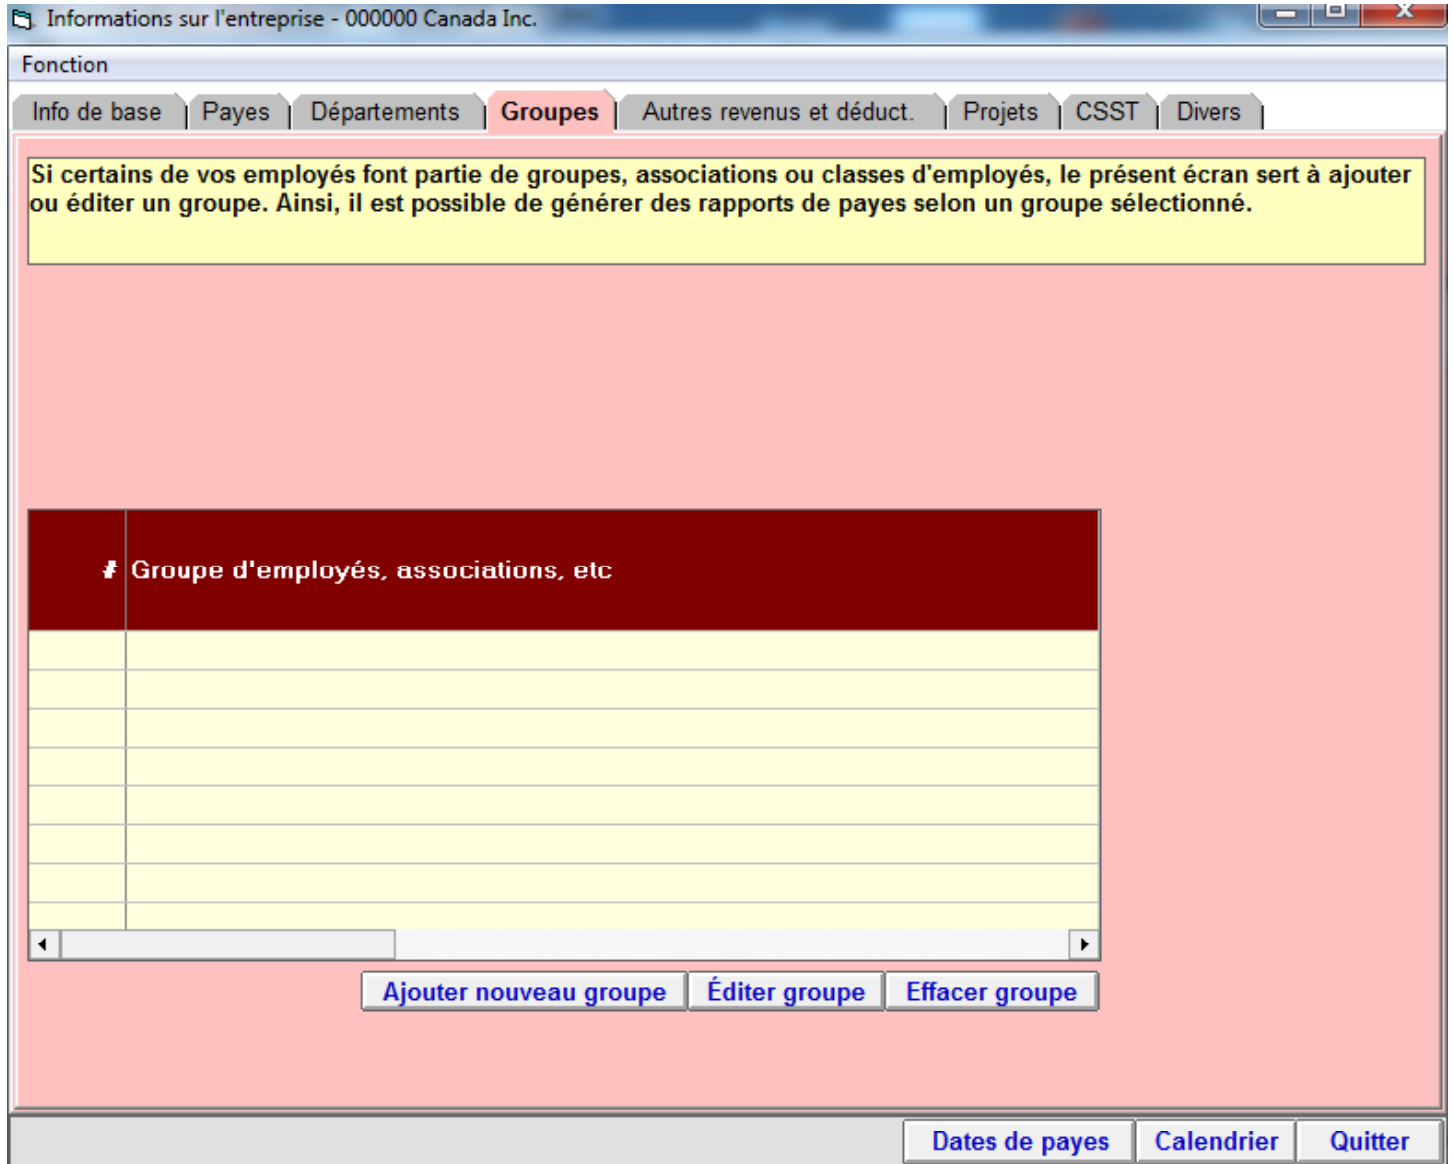 Informations sur l'entreprise - 000000 Canada Inc.
Fonction
Info de base Payes Départements Groupes Autres revenus et déduct. Projets CSST Divers
Si certains de vos employés font partie de groupes, associations ou classes d'employés, le présent écran sert à ajouter
ou éditer un groupe. Ainsi, il est possible de générer des rapports de payes selon un groupe sélectionné.
# Groupe d'employés, associations, etc
Ajouter nouveau groupe Éditer groupe Effacer groupe
Dates de payes Calendrier Quitter